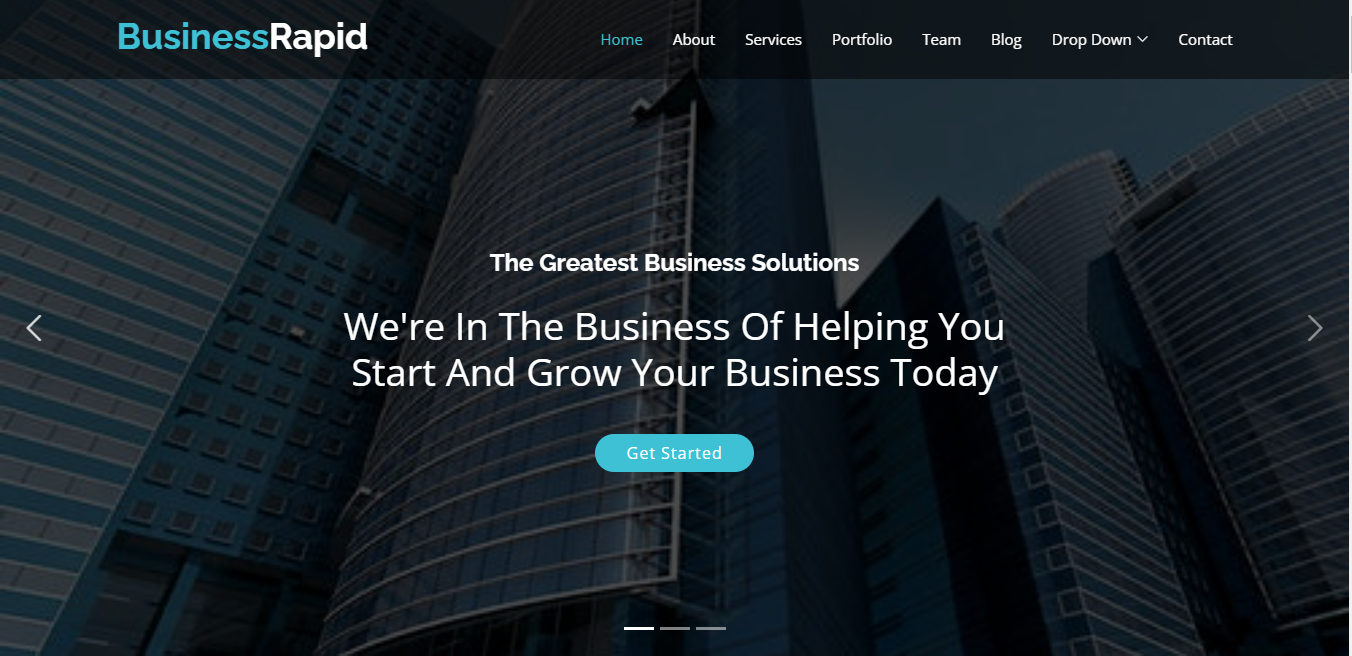 BusinessRapid
Home About Services Portfolio Team Blog Drop Down Contact
The Greatest Business Solutions
We're In The Business Of Helping You
Start And Grow Your Business Today
Get Started